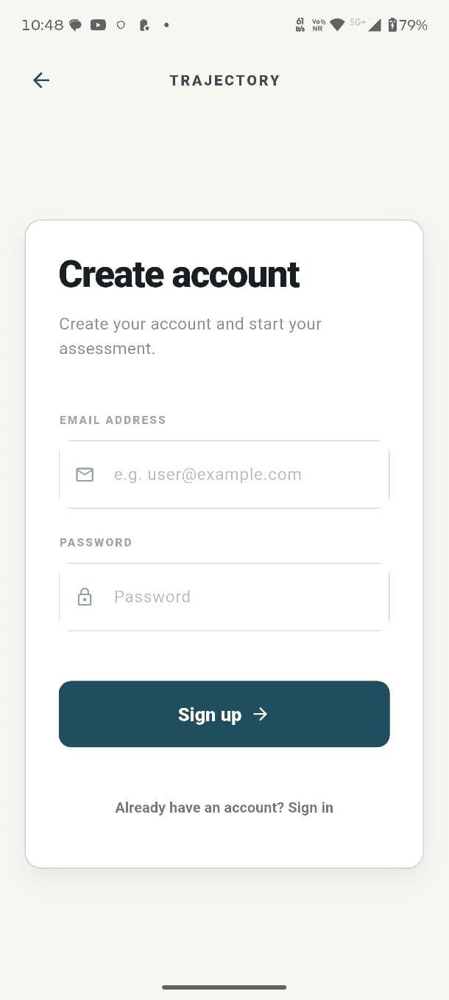 10:48
61 B/s
Vo NR
5G+
79%
TRAJECTORY
Create account
Create your account and start your
assessment.
EMAIL ADDRESS
e.g. user@example.com
PASSWORD
Password
Sign up
Already have an account? Sign in